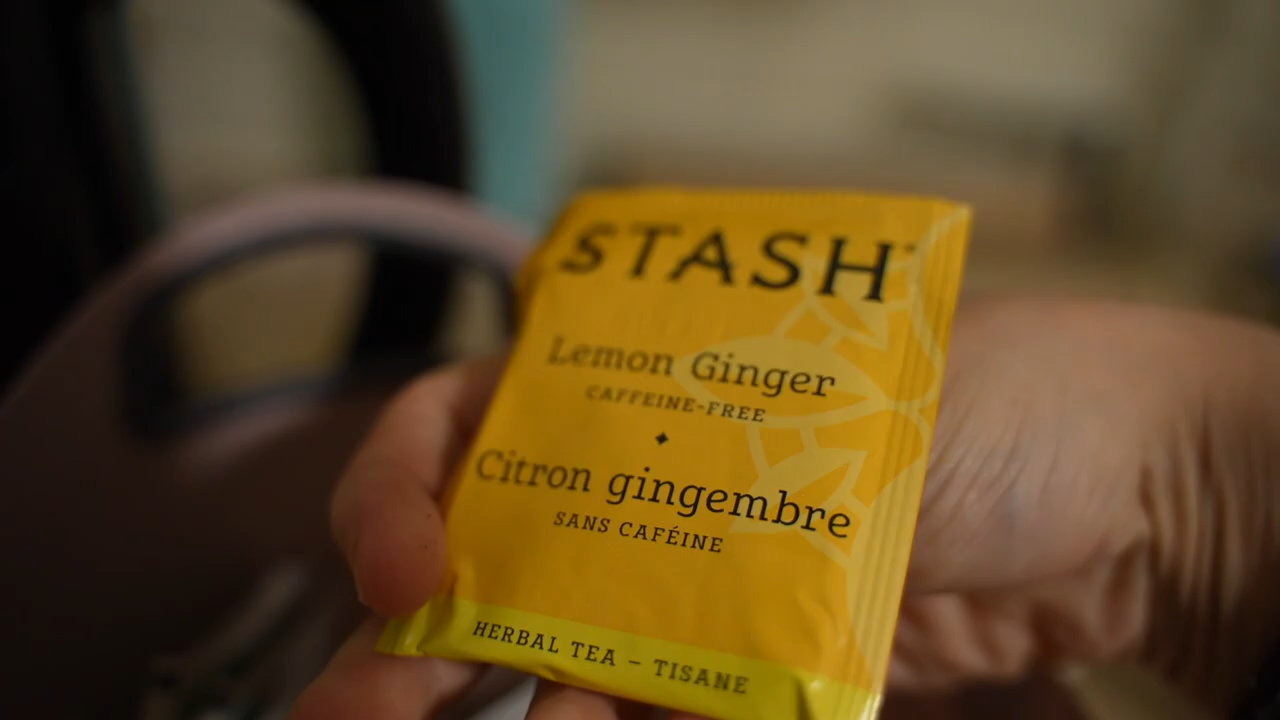 STASH
Lemon Ginger
CAFFEINE-FREE
Citron gingembre
SANS CAFÉINE
HERBAL TEA – TISANE